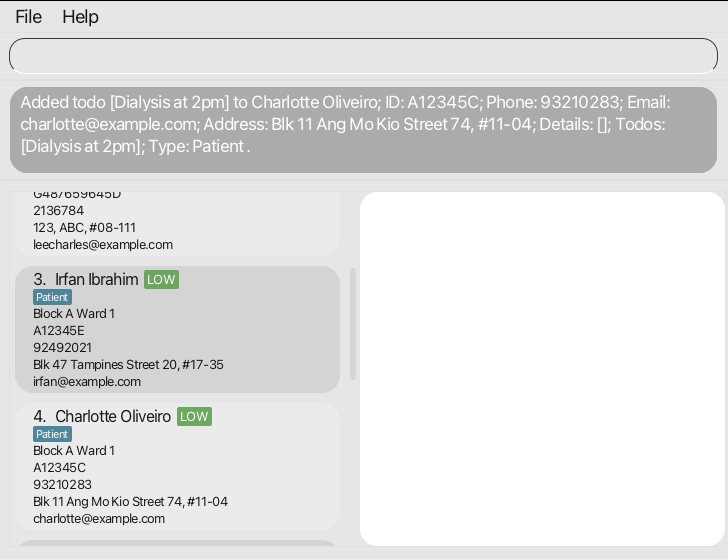 File Help
Added todo [Dialysis at 2pm] to Charlotte Oliveiro; ID: A12345C; Phone: 93210283; Email:
charlotte@example.com; Address: Blk 11 Ang Mo Kio Street 74, #11-04; Details: []; Todos:
[Dialysis at 2pm]; Type: Patient .
G487659645D
2136784
123, ABC, #08-111
leecharles@example.com
3. Irfan Ibrahim LOW
Patient
Block A Ward 1
A12345E
92492021
Blk 47 Tampines Street 20, #17-35
irfan@example.com
4. Charlotte Oliveiro LOW
Patient
Block A Ward 1
A12345C
93210283
Blk 11 Ang Mo Kio Street 74, #11-04
charlotte@example.com